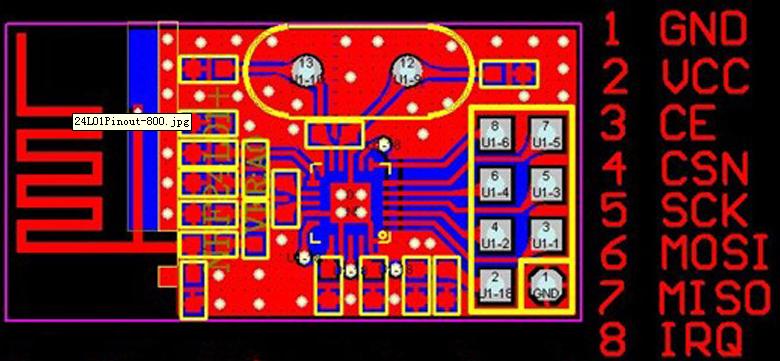 1 GND
2 VCC
3 CE
4 CSN
5 SCK
6 MOSI
7 MISO
8 IRQ
24L01Pinout-800.jpg
13
U1-10
12
U1-9
8
U1-6
7
U1-5
6
U1-4
5
U1-3
4
U1-2
3
U1-1
2
U1-18
1
GND